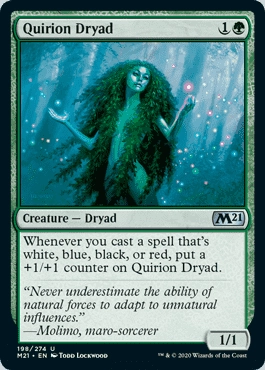 Quirion Dryad 1
Creature — Dryad M21
Whenever you cast a spell that's
white, blue, black, or red, put a
+1/+1 counter on Quirion Dryad.
“Never underestimate the ability of
natural forces to adapt to unnatural
influences.”
—Molimo, maro-sorcerer
1/1
198/274 U
M21 • EN Todd Lockwood ™ & © 2020 Wizards of the Coast